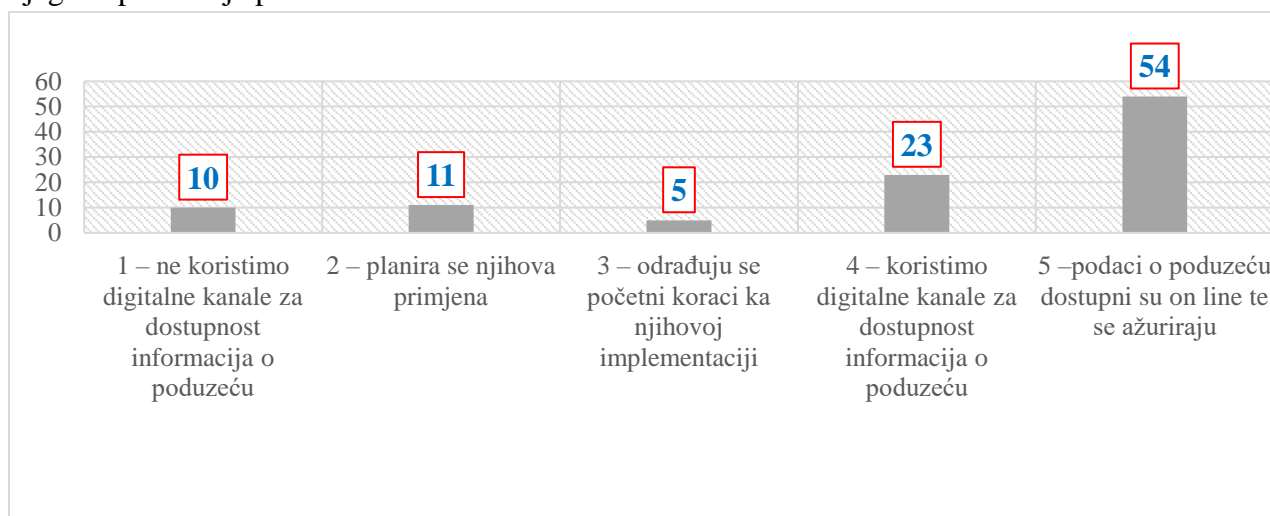 54
60
50
40
30
20
10
0
10
11
5
23
1 – ne koristimo
digitalne kanale za
dostupnost
informacija o
poduzeću
2 – planira se njihova
primjena
3 – odrađuju se
početni koraci ka
njihovoj
implementaciji
4 – koristimo
digitalne kanale za
dostupnost
informacija o
poduzeću
5 –podaci o poduzeću
dostupni su on line te
se ažuriraju